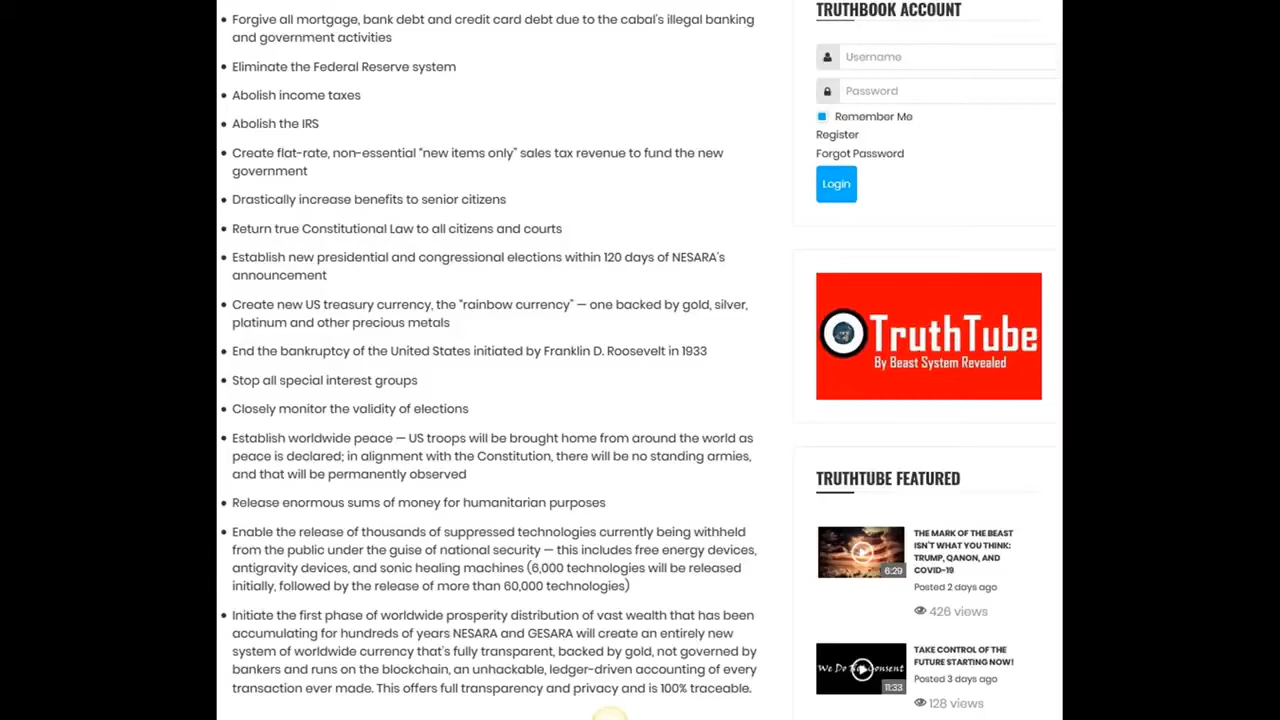 Forgive all mortgage, bank debt and credit card debt due to the cabal's illegal banking
and government activities
Eliminate the Federal Reserve system
Abolish income taxes
Abolish the IRS
Create flat-rate, non-essential "new items only" sales tax revenue to fund the new
government
Drastically increase benefits to senior citizens
Return true Constitutional Law to all citizens and courts
Establish new presidential and congressional elections within 120 days of NESARA's
announcement
Create new US treasury currency, the "rainbow currency" — one backed by gold, silver,
platinum and other precious metals
End the bankruptcy of the United States initiated by Franklin D. Roosevelt in 1933
Stop all special interest groups
Closely monitor the validity of elections
Establish worldwide peace — US troops will be brought home from around the world as
peace is declared; in alignment with the Constitution, there will be no standing armies,
and that will be permanently observed
Release enormous sums of money for humanitarian purposes
Enable the release of thousands of suppressed technologies currently being withheld
from the public under the guise of national security — this includes free energy devices,
antigravity devices, and sonic healing machines (6,000 technologies will be released
initially, followed by the release of more than 60,000 technologies)
Initiate the first phase of worldwide prosperity distribution of vast wealth that has been
accumulating for hundreds of years NESARA and GESARA will create an entirely new
system of worldwide currency that's fully transparent, backed by gold, not governed by
bankers and runs on the blockchain, an unhackable, ledger-driven accounting of every
transaction ever made. This offers full transparency and privacy and is 100% traceable.
TRUTHBOOK ACCOUNT
Username
Password
Remember Me
Register
Forgot Password
Login
TruthTube
By Beast System Revealed
TRUTHTUBE FEATURED
THE MARK OF THE BEAST
ISN'T WHAT YOU THINK:
TRUMP, QANON, AND
COVID-19
6:29
Posted 2 days ago
426 views
TAKE CONTROL OF THE
FUTURE STARTING NOW!
We Do Not Consent
11:33
Posted 3 days ago
128 views